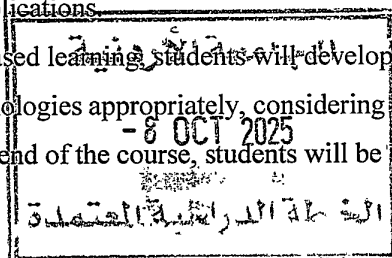 lications.
sed learning, students will develop
ologies appropriately, considering
- 8 OCT 2025
end of the course, students will be
الخطة الدراسية المعتمدة